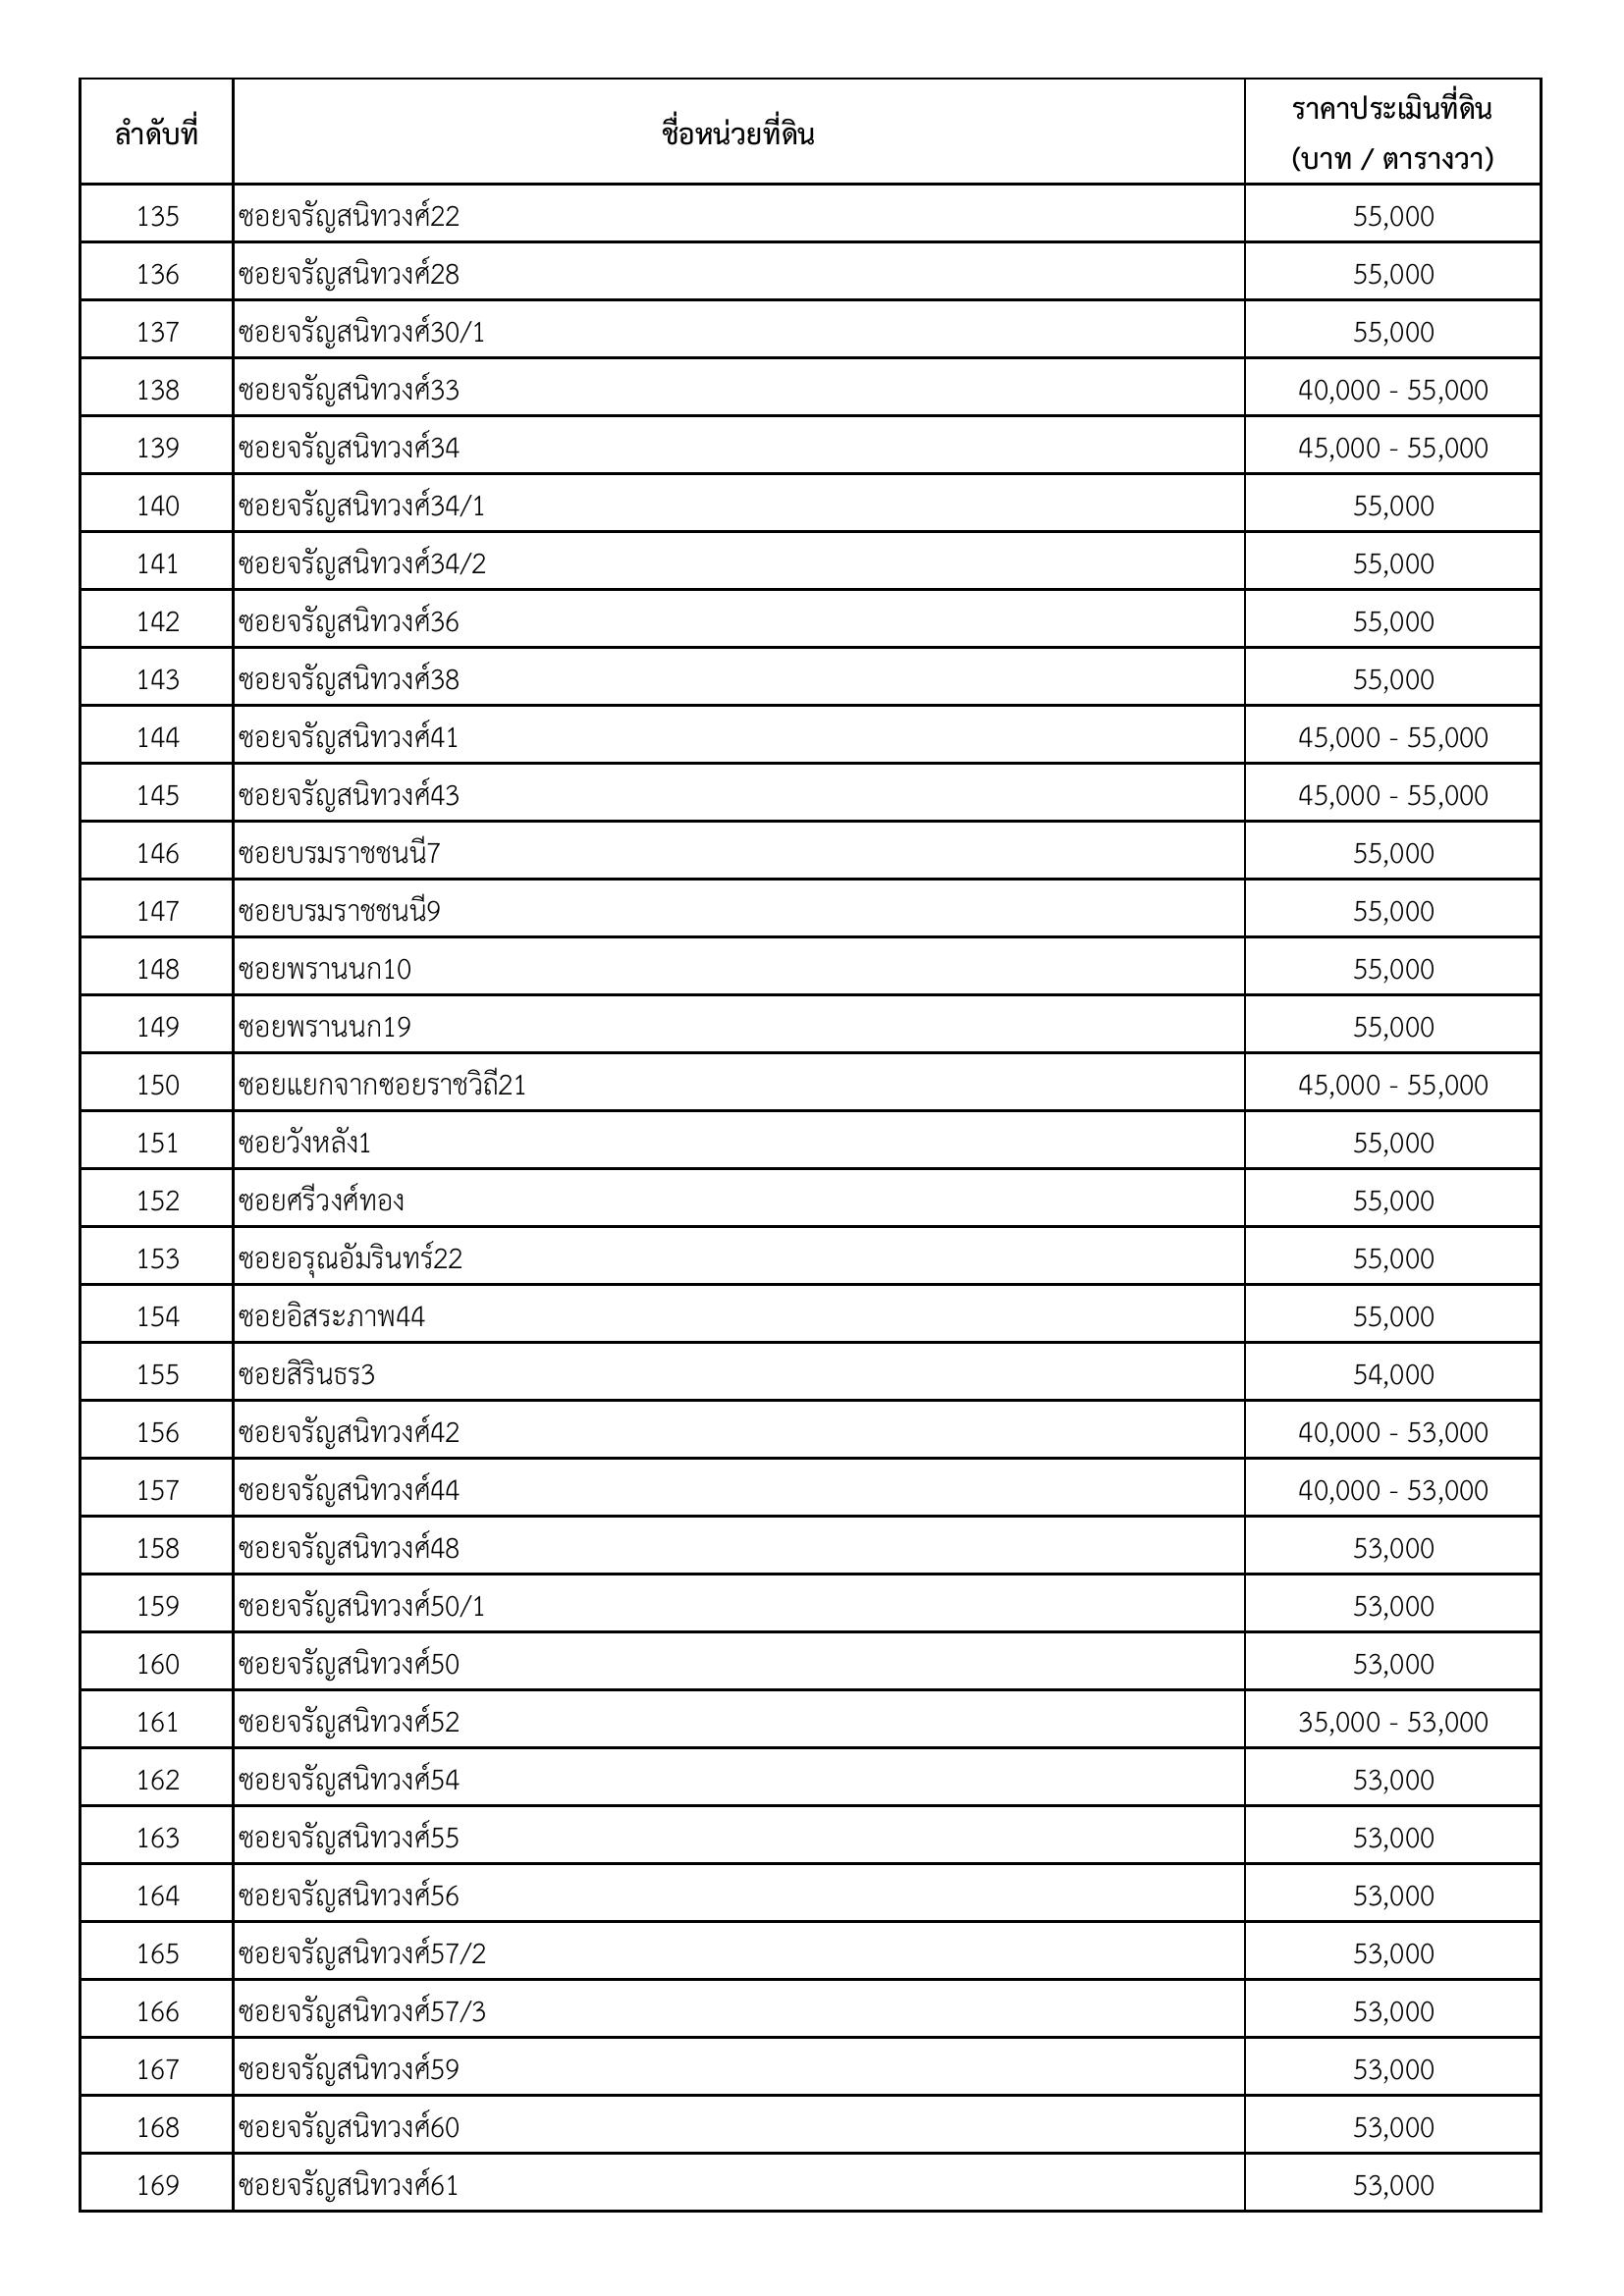 ลำดับที่ ชื่อหน่วยที่ดิน ราคาประเมินที่ดิน
(บาท / ตารางวา)
135 ซอยจรัญสนิทวงศ์22 55,000
136 ซอยจรัญสนิทวงศ์28 55,000
137 ซอยจรัญสนิทวงศ์30/1 55,000
138 ซอยจรัญสนิทวงศ์33 40,000 - 55,000
139 ซอยจรัญสนิทวงศ์34 45,000 - 55,000
140 ซอยจรัญสนิทวงศ์34/1 55,000
141 ซอยจรัญสนิทวงศ์34/2 55,000
142 ซอยจรัญสนิทวงศ์36 55,000
143 ซอยจรัญสนิทวงศ์38 55,000
144 ซอยจรัญสนิทวงศ์41 45,000 - 55,000
145 ซอยจรัญสนิทวงศ์43 45,000 - 55,000
146 ซอยบรมราชชนนี7 55,000
147 ซอยบรมราชชนนี9 55,000
148 ซอยพรานนก10 55,000
149 ซอยพรานนก19 55,000
150 ซอยแยกจากซอยราชวิถี21 45,000 - 55,000
151 ซอยวังหลัง1 55,000
152 ซอยศรีวงศ์ทอง 55,000
153 ซอยอรุณอัมรินทร์22 55,000
154 ซอยอิสระภาพ44 55,000
155 ซอยสิรินธร3 54,000
156 ซอยจรัญสนิทวงศ์42 40,000 - 53,000
157 ซอยจรัญสนิทวงศ์44 40,000 - 53,000
158 ซอยจรัญสนิทวงศ์48 53,000
159 ซอยจรัญสนิทวงศ์50/1 53,000
160 ซอยจรัญสนิทวงศ์50 53,000
161 ซอยจรัญสนิทวงศ์52 35,000 - 53,000
162 ซอยจรัญสนิทวงศ์54 53,000
163 ซอยจรัญสนิทวงศ์55 53,000
164 ซอยจรัญสนิทวงศ์56 53,000
165 ซอยจรัญสนิทวงศ์57/2 53,000
166 ซอยจรัญสนิทวงศ์57/3 53,000
167 ซอยจรัญสนิทวงศ์59 53,000
168 ซอยจรัญสนิทวงศ์60 53,000
169 ซอยจรัญสนิทวงศ์61 53,000